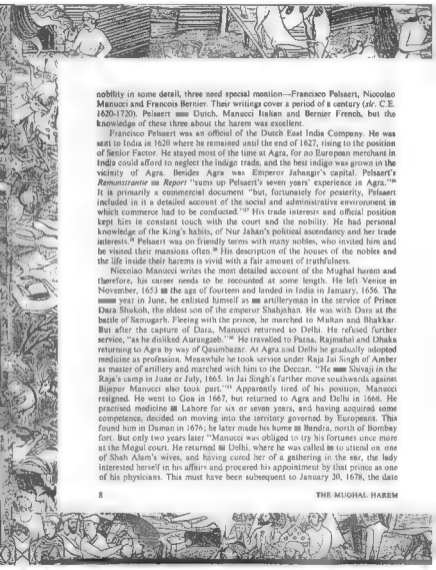 nobility in some detail, three need special mention—Francisco Pelsaert, Niccolao
Manucci and Francois Bernier. Their writings cover a period of a century (sic. C.E.
1620-1720). Pelsaert Dutch, Manucci Italian and Bernier French, but the
knowledge of these three about the harem was excellent.
Francisco Pelsaert was an official of the Dutch East India Company. He was
sent to India in 1620 where he remained until the end of 1627, rising to the position
of Senior Factor. He stayed most of the time at Agra, for no European merchant in
India could afford to neglect the indigo trade, and the best indigo was grown in the
vicinity of Agra. Besides Agra was Emperor Jahangir's capital. Pelsaert's
Remonstrantie or Report "sums up Pelsaert's seven years' experience in Agra."
It is primarily a commercial document "but, fortunately for posterity, Pelsaert
included in it a detailed account of the social and administrative environment in
which commerce had to be conducted." His trade interests and official position
kept him in constant touch with the court and the nobility. He had personal
knowledge of the King's habits, of Nur Jahan's political ascendancy and her trade
interests. Pelsaert was on friendly terms with many nobles, who invited him and
he visited their mansions often. His description of the houses of the nobles and
the life inside their harems is vivid with a fair amount of truthfulness.
Niccolao Manucci writes the most detailed account of the Mughal harem and
therefore, his career needs to be recounted at some length. He left Venice in
November, 1653 the age of fourteen and landed in India in January, 1656. The
year in June, he enlisted himself as artilleryman in the service of Prince
Dara Shukoh, the eldest son of the emperor Shahjahan. He was with Dara at the
battle of Samugarh. Fleeing with the prince, he marched to Multan and Bhakkar.
But after the capture of Dara, Manucci returned to Delhi. He refused further
service, "as he disliked Aurangzeb." He travelled to Patna, Rajmahal and Dhaka
returning to Agra by way of Qasimbazar. At Agra and Delhi he gradually adopted
medicine as profession. Meanwhile he took service under Raja Jai Singh of Amber
as master of artillery and marched with him to the Deccan. "He Shivaji in the
Raja's camp in June or July, 1665. In Jai Singh's further move southwards against
Bijapur Manucci also took part." Apparently tired of his position, Manucci
resigned. He went to Goa in 1667, but returned to Agra and Delhi in 1668. He
practised medicine Lahore for six or seven years, and having acquired some
competence, decided on moving into the territory governed by Europeans. This
found him in Daman in 1676; he later made his home Bandra, north of Bombay
fort. But only two years later "Manucci was obliged to try his fortunes once more
at the Mogul court. He returned Delhi, where he was called to attend on one
of Shah Alam's wives, and having cured her of a gathering in the ear, the lady
interested herself in his affairs and procured his appointment by that prince as one
of his physicians. This must have been subsequent to January 30, 1678, the date
8 THE MUGHAL HAREM